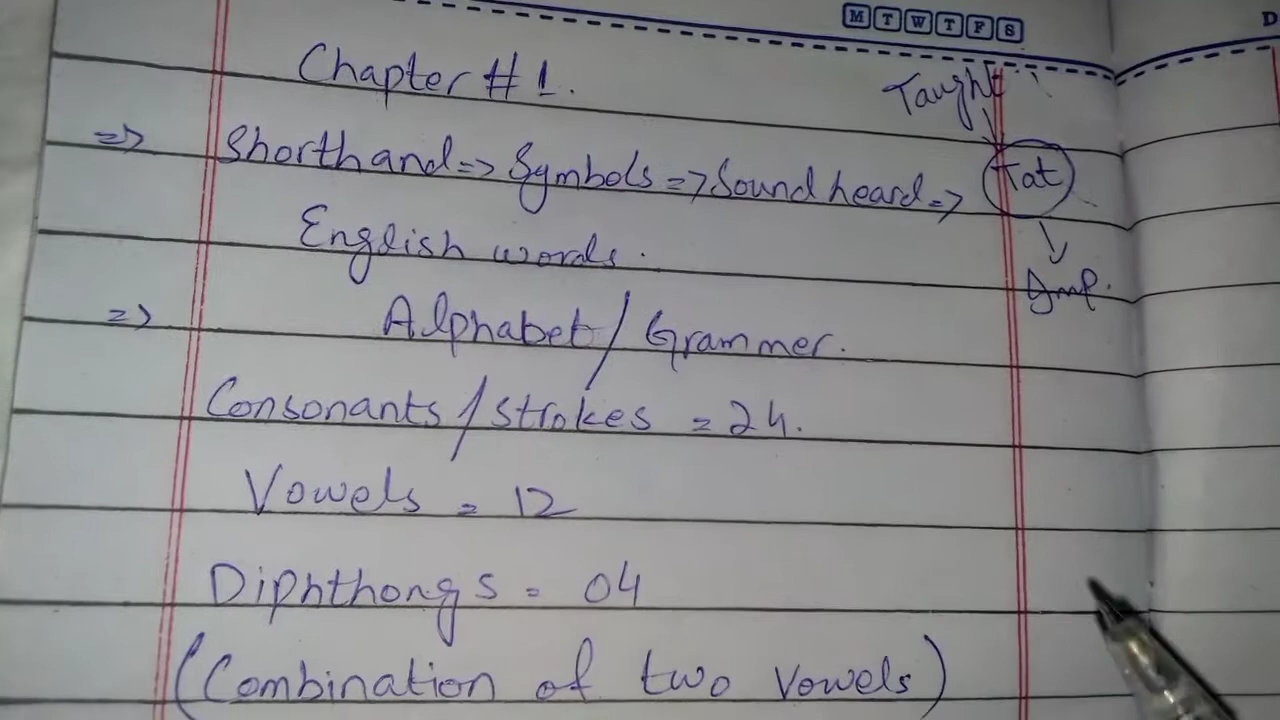 M T W T F S
D
Chapter # 1.
Taught
=> Shorthand => Symbols => Sound heard => Tat
English words.
Imp.
=> Alphabet / Grammer.
Consonants / strokes = 24.
Vowels = 12
Diphthongs = 04
(Combination of two vowels)